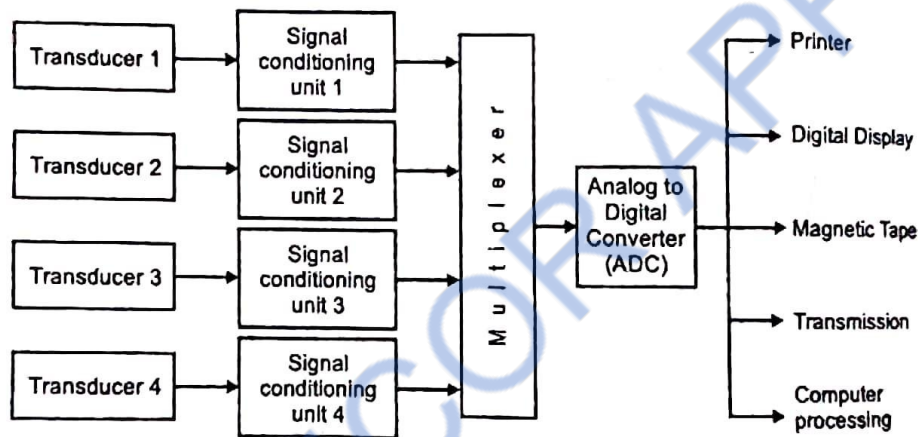 Transducer 1
Signal
conditioning
unit 1
Transducer 2
Signal
conditioning
unit 2
Transducer 3
Signal
conditioning
unit 3
Transducer 4
Signal
conditioning
unit 4
Multiplexer
Analog to
Digital
Converter
(ADC)
Printer
Digital Display
Magnetic Tape
Transmission
Computer
processing